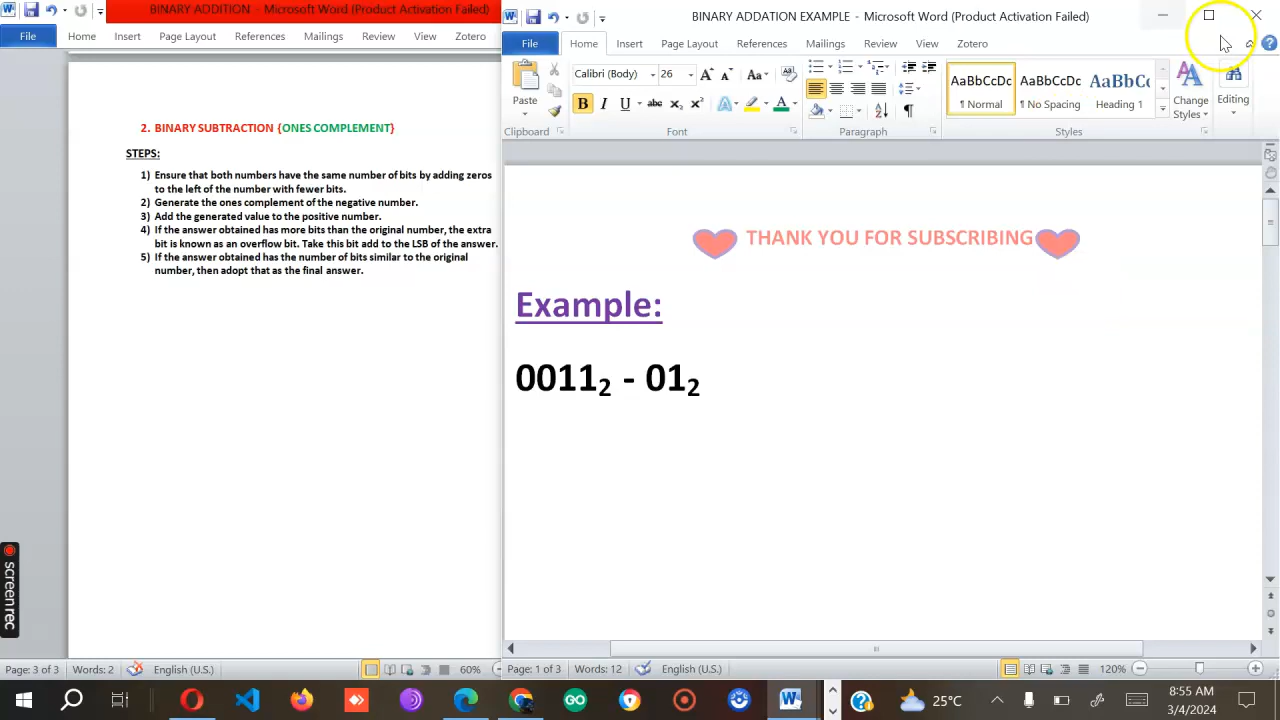 BINARY ADDITION - Microsoft Word (Product Activation Failed)
File Home Insert Page Layout References Mailings Review View Zotero
2. BINARY SUBTRACTION {ONES COMPLEMENT}
STEPS:
1) Ensure that both numbers have the same number of bits by adding zeros
to the left of the number with fewer bits.
2) Generate the ones complement of the negative number.
3) Add the generated value to the positive number.
4) If the answer obtained has more bits than the original number, the extra
bit is known as an overflow bit. Take this bit add to the LSB of the answer.
5) If the answer obtained has the number of bits similar to the original
number, then adopt that as the final answer.
screen rec
Page: 3 of 3 Words: 2 English (U.S.) 60%
BINARY ADDATION EXAMPLE - Microsoft Word (Product Activation Failed)
File Home Insert Page Layout References Mailings Review View Zotero
Paste
Calibri (Body) 26 Aa
B I U abc x₂ x² A A
AaBbCcDc AaBbCcDc AaBbC
¶ Normal ¶ No Spacing Heading 1
Change
Styles
Editing
Clipboard Font Paragraph Styles
THANK YOU FOR SUBSCRIBING
Example:
0011₂ - 01₂
Page: 1 of 3 Words: 12 English (U.S.) 120%
25°C
8:55 AM
3/4/2024